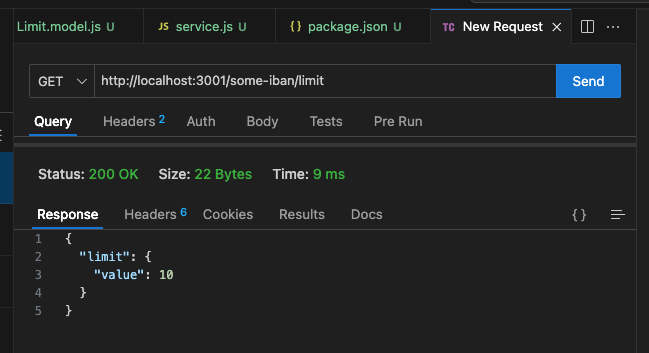 Limit.model.js U JS service.js U {} package.json U TC New Request × ···
GET http://localhost:3001/some-iban/limit Send
Query Headers 2 Auth Body Tests Pre Run
Status: 200 OK Size: 22 Bytes Time: 9 ms
Response Headers 6 Cookies Results Docs {}
1 {
2 "limit": {
3 "value": 10
4 }
5 }